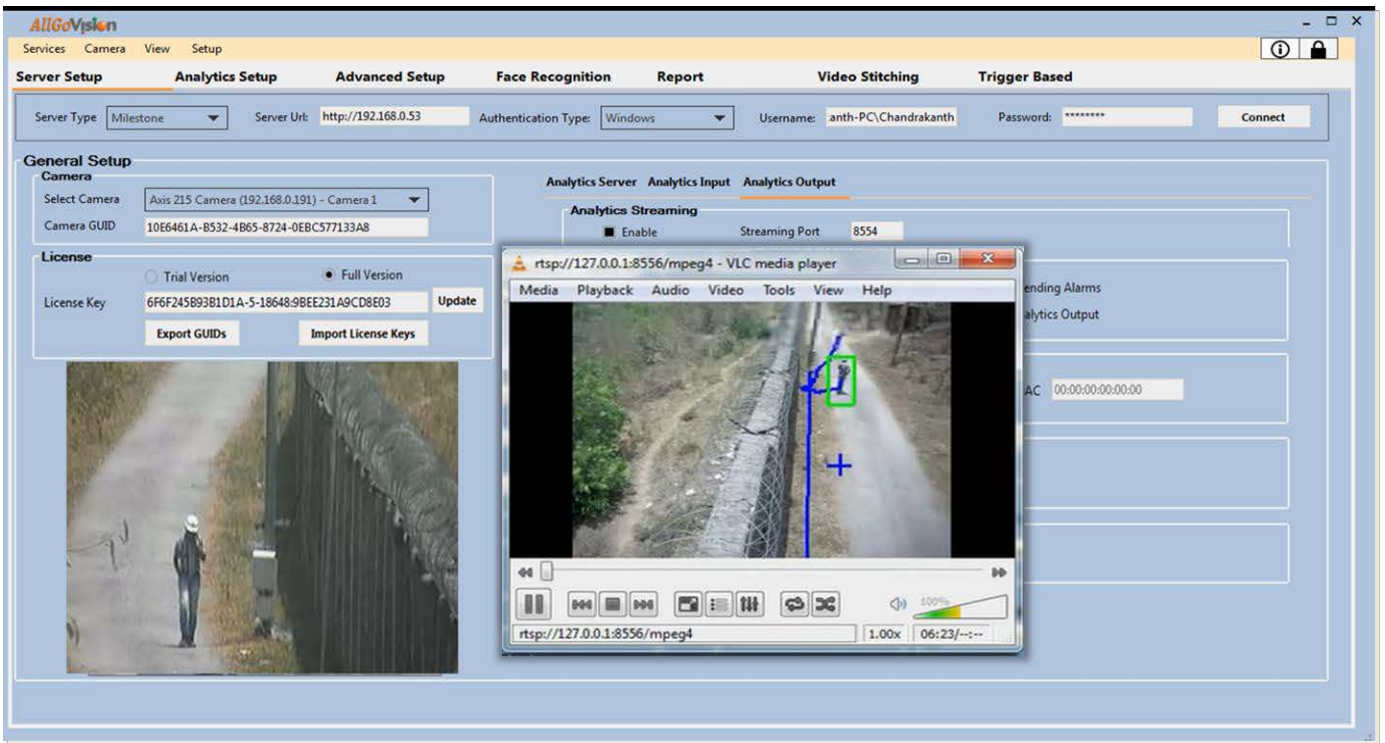 AllGoVision
Services Camera View Setup
Server Setup Analytics Setup Advanced Setup Face Recognition Report Video Stitching Trigger Based
Server Type Milestone Server Url: http://192.168.0.53 Authentication Type: Windows Username: anth-PC\Chandrakanth Password: ******** Connect
General Setup
Camera
Select Camera Axis 215 Camera (192.168.0.191) - Camera 1
Camera GUID 10E6461A-B532-4B65-8724-0EBC577133A8
License
Trial Version Full Version
License Key 6F6F245B93B1D1A-5-18648:9BEE231A9CD8E03 Update
Export GUIDs Import License Keys
Analytics Server Analytics Input Analytics Output
Analytics Streaming
Enable Streaming Port 8554
ending Alarms
alytics Output
AC 00:00:00:00:00:00
rtsp://127.0.0.1:8556/mpeg4 - VLC media player
Media Playback Audio Video Tools View Help
100%
rtsp://127.0.0.1:8556/mpeg4 1.00x 06:23/--:--